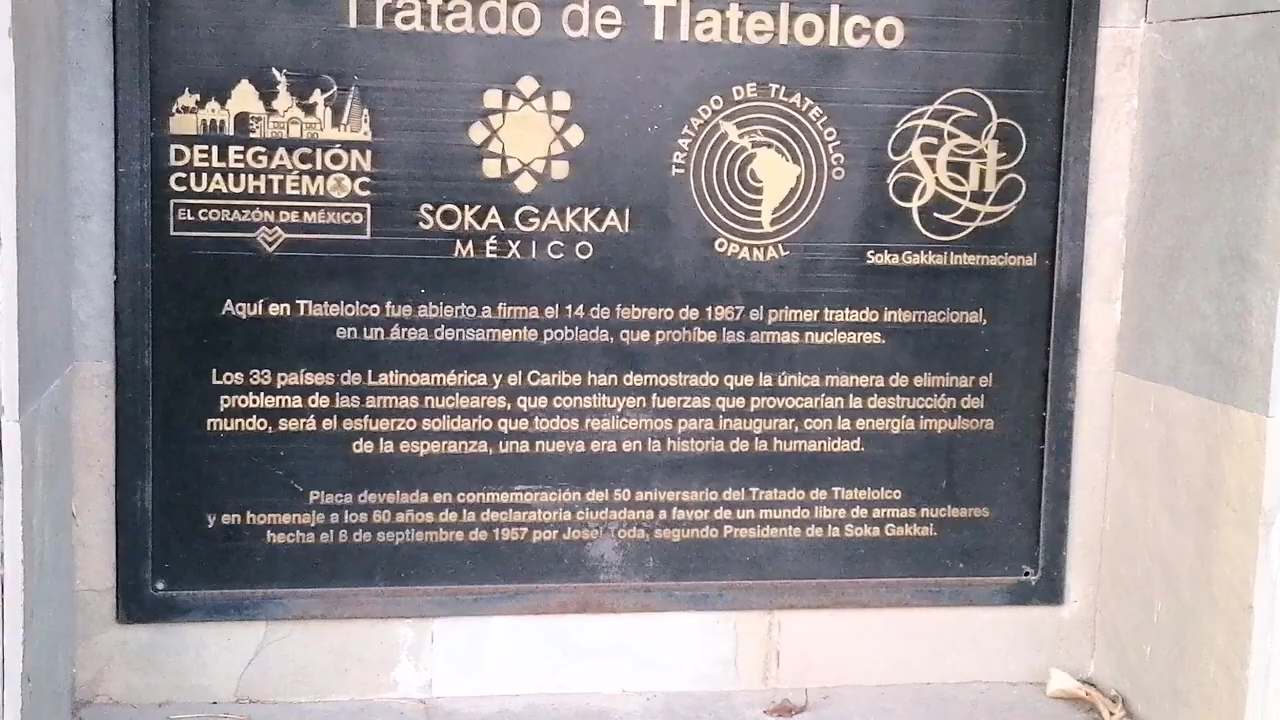 Tratado de Tlatelolco
DELEGACIÓN
CUAUHTÉMOC
EL CORAZÓN DE MÉXICO
SOKA GAKKAI
MÉXICO
TRATADO DE TLATELOLCO
OPANAL
SGI
Soka Gakkai Internacional
Aquí en Tlatelolco fue abierto a firma el 14 de febrero de 1967 el primer tratado internacional,
en un área densamente poblada, que prohíbe las armas nucleares.
Los 33 países de Latinoamérica y el Caribe han demostrado que la única manera de eliminar el
problema de las armas nucleares, que constituyen fuerzas que provocarían la destrucción del
mundo, será el esfuerzo solidario que todos realicemos para inaugurar, con la energía impulsora
de la esperanza, una nueva era en la historia de la humanidad.
Placa develada en conmemoración del 50 aniversario del Tratado de Tlatelolco
y en homenaje a los 60 años de la declaratoria ciudadana a favor de un mundo libre de armas nucleares
hecha el 8 de septiembre de 1957 por Josei Toda, segundo Presidente de la Soka Gakkai.